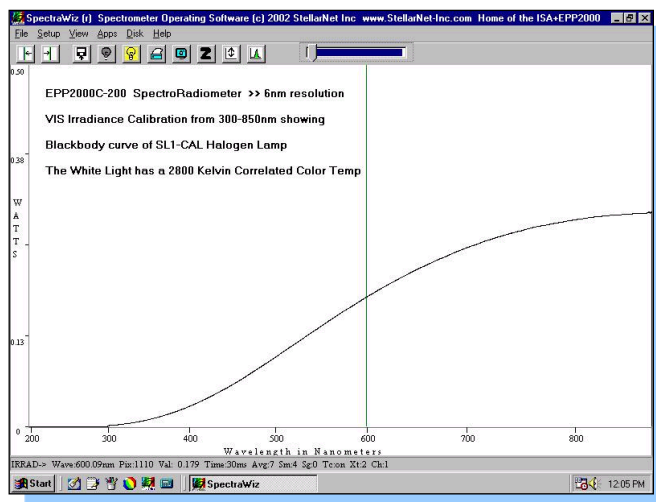 SpectraWiz (r) Spectrometer Operating Software (c) 2002 StellarNet Inc www.StellarNet-Inc.com Home of the ISA+EPP2000
File Setup View Apps Disk Help
0.50
EPP2000C-200 SpectroRadiometer >> 6nm resolution
VIS Irradiance Calibration from 300-850nm showing
Blackbody curve of SL1-CAL Halogen Lamp
The White Light has a 2800 Kelvin Correlated Color Temp
0.38
WATTS
0.13
0
200 300 400 500 600 700 800
Wavelength in Nanometers
IRRAD-> Wave:600.09nm Pix:1110 Val: 0.179 Time:30ms Avg:7 Sm:4 Sg:0 Tc:on Xt:2 Ch:1
Start SpectraWiz 12:05 PM